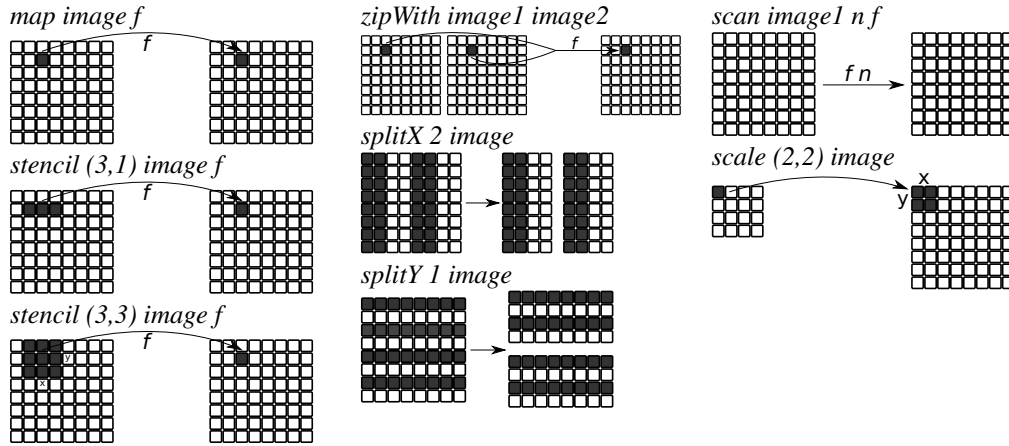 map image f
f
stencil (3,1) image f
f
stencil (3,3) image f
f
y
x
zipWith image1 image2
f
splitX 2 image
splitY 1 image
scan image1 n f
f n
scale (2,2) image
x
y